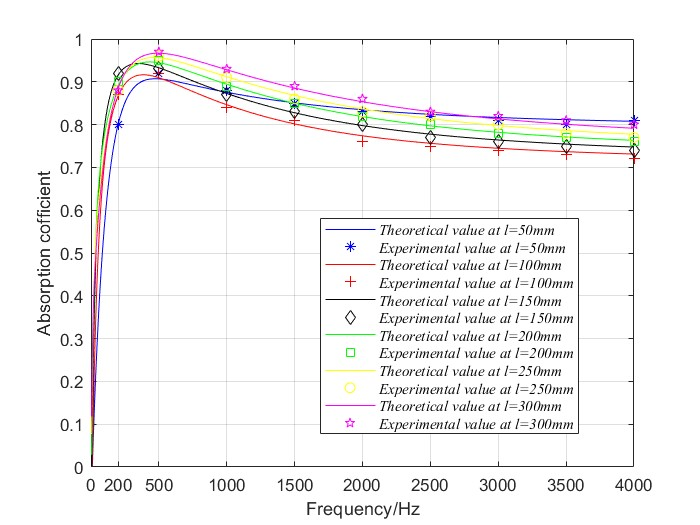 1
0.9
0.8
0.7
0.6
0.5
0.4
0.3
0.2
0.1
0
Absorption cofficient
Theoretical value at l=50mm
Experimental value at l=50mm
Theoretical value at l=100mm
Experimental value at l=100mm
Theoretical value at l=150mm
Experimental value at l=150mm
Theoretical value at l=200mm
Experimental value at l=200mm
Theoretical value at l=250mm
Experimental value at l=250mm
Theoretical value at l=300mm
Experimental value at l=300mm
0 200 500 1000 1500 2000 2500 3000 3500 4000
Frequency/Hz